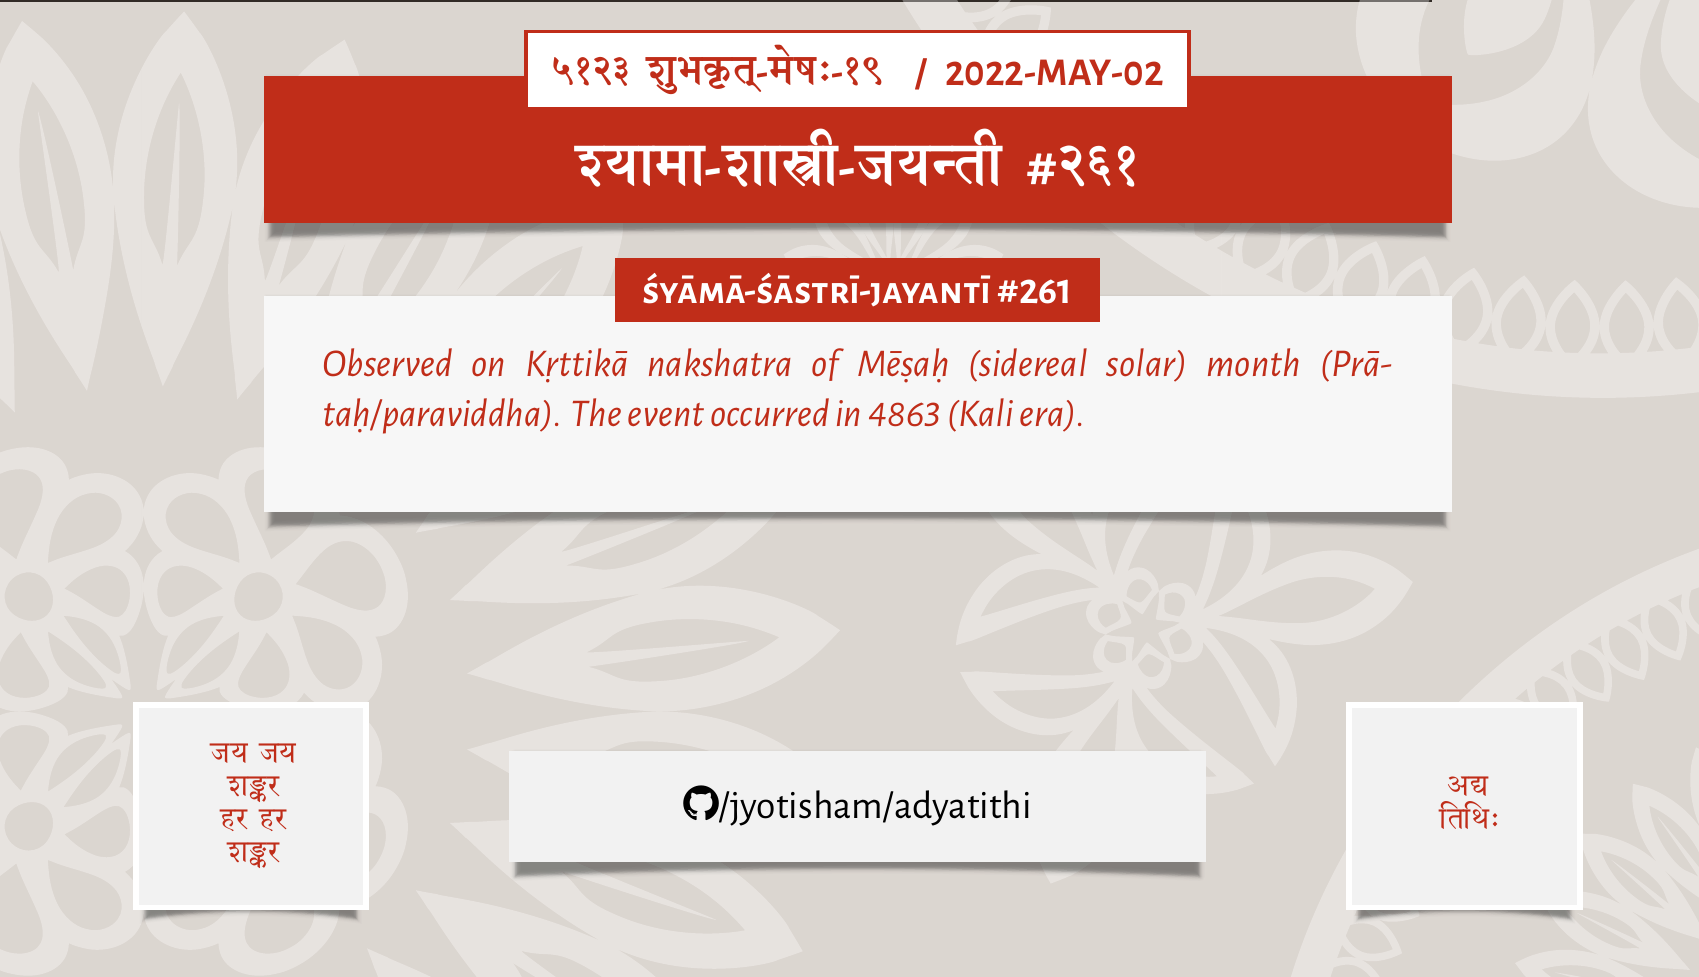 ५१२३ शुभकृत्-मेषः-१९ / 2022-MAY-02
श्यामा-शास्त्री-जयन्ती #२६१
ŚYĀMĀ-ŚĀSTRĪ-JAYANTĪ #261
Observed on Kṛttikā nakshatra of Mēṣaḥ (sidereal solar) month (Prā-
taḥ/paraviddha). The event occurred in 4863 (Kali era).
जय जय
शङ्कर
हर हर
शङ्कर
/jyotisham/adyatithi
अद्य
तिथिः